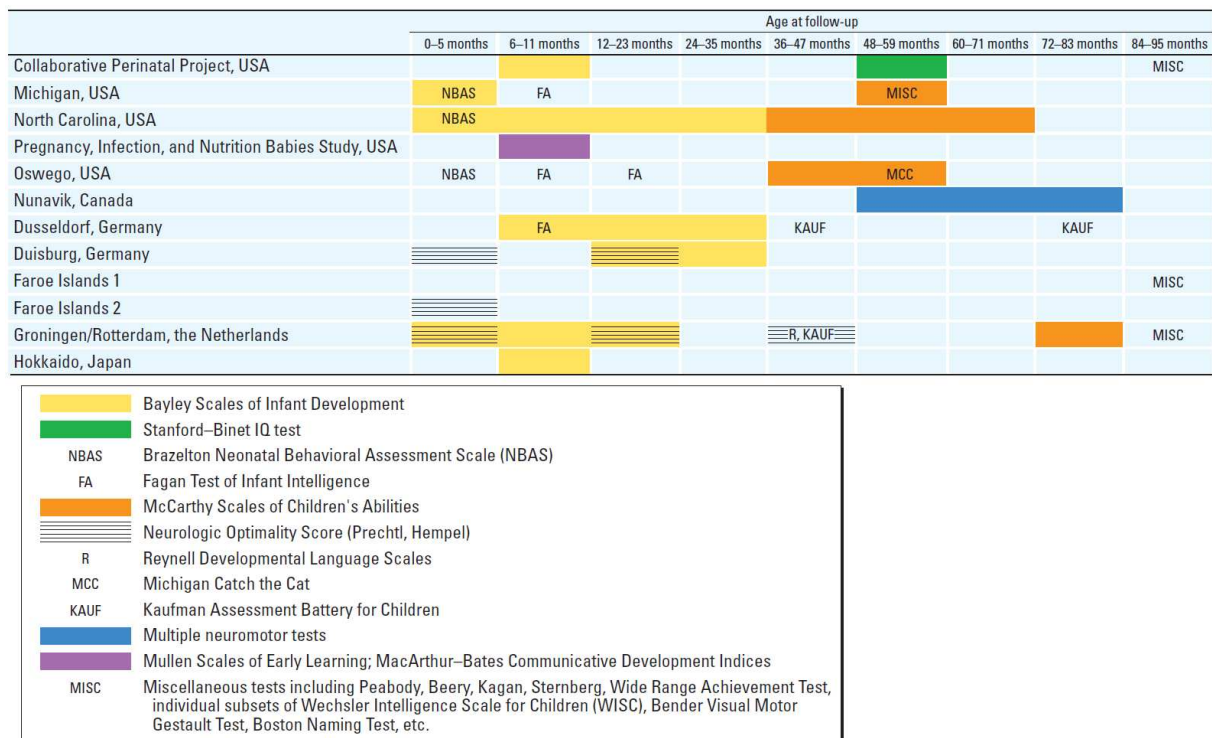 Age at follow-up
0–5 months 6–11 months 12–23 months 24–35 months 36–47 months 48–59 months 60–71 months 72–83 months 84–95 months
Collaborative Perinatal Project, USA MISC
Michigan, USA NBAS FA MISC
North Carolina, USA NBAS
Pregnancy, Infection, and Nutrition Babies Study, USA
Oswego, USA NBAS FA FA MCC
Nunavik, Canada
Dusseldorf, Germany FA KAUF KAUF
Duisburg, Germany
Faroe Islands 1 MISC
Faroe Islands 2
Groningen/Rotterdam, the Netherlands R, KAUF MISC
Hokkaido, Japan
Bayley Scales of Infant Development
Stanford–Binet IQ test
NBAS Brazelton Neonatal Behavioral Assessment Scale (NBAS)
FA Fagan Test of Infant Intelligence
McCarthy Scales of Children's Abilities
Neurologic Optimality Score (Prechtl, Hempel)
R Reynell Developmental Language Scales
MCC Michigan Catch the Cat
KAUF Kaufman Assessment Battery for Children
Multiple neuromotor tests
Mullen Scales of Early Learning; MacArthur–Bates Communicative Development Indices
MISC Miscellaneous tests including Peabody, Beery, Kagan, Sternberg, Wide Range Achievement Test,
individual subsets of Wechsler Intelligence Scale for Children (WISC), Bender Visual Motor
Gestault Test, Boston Naming Test, etc.